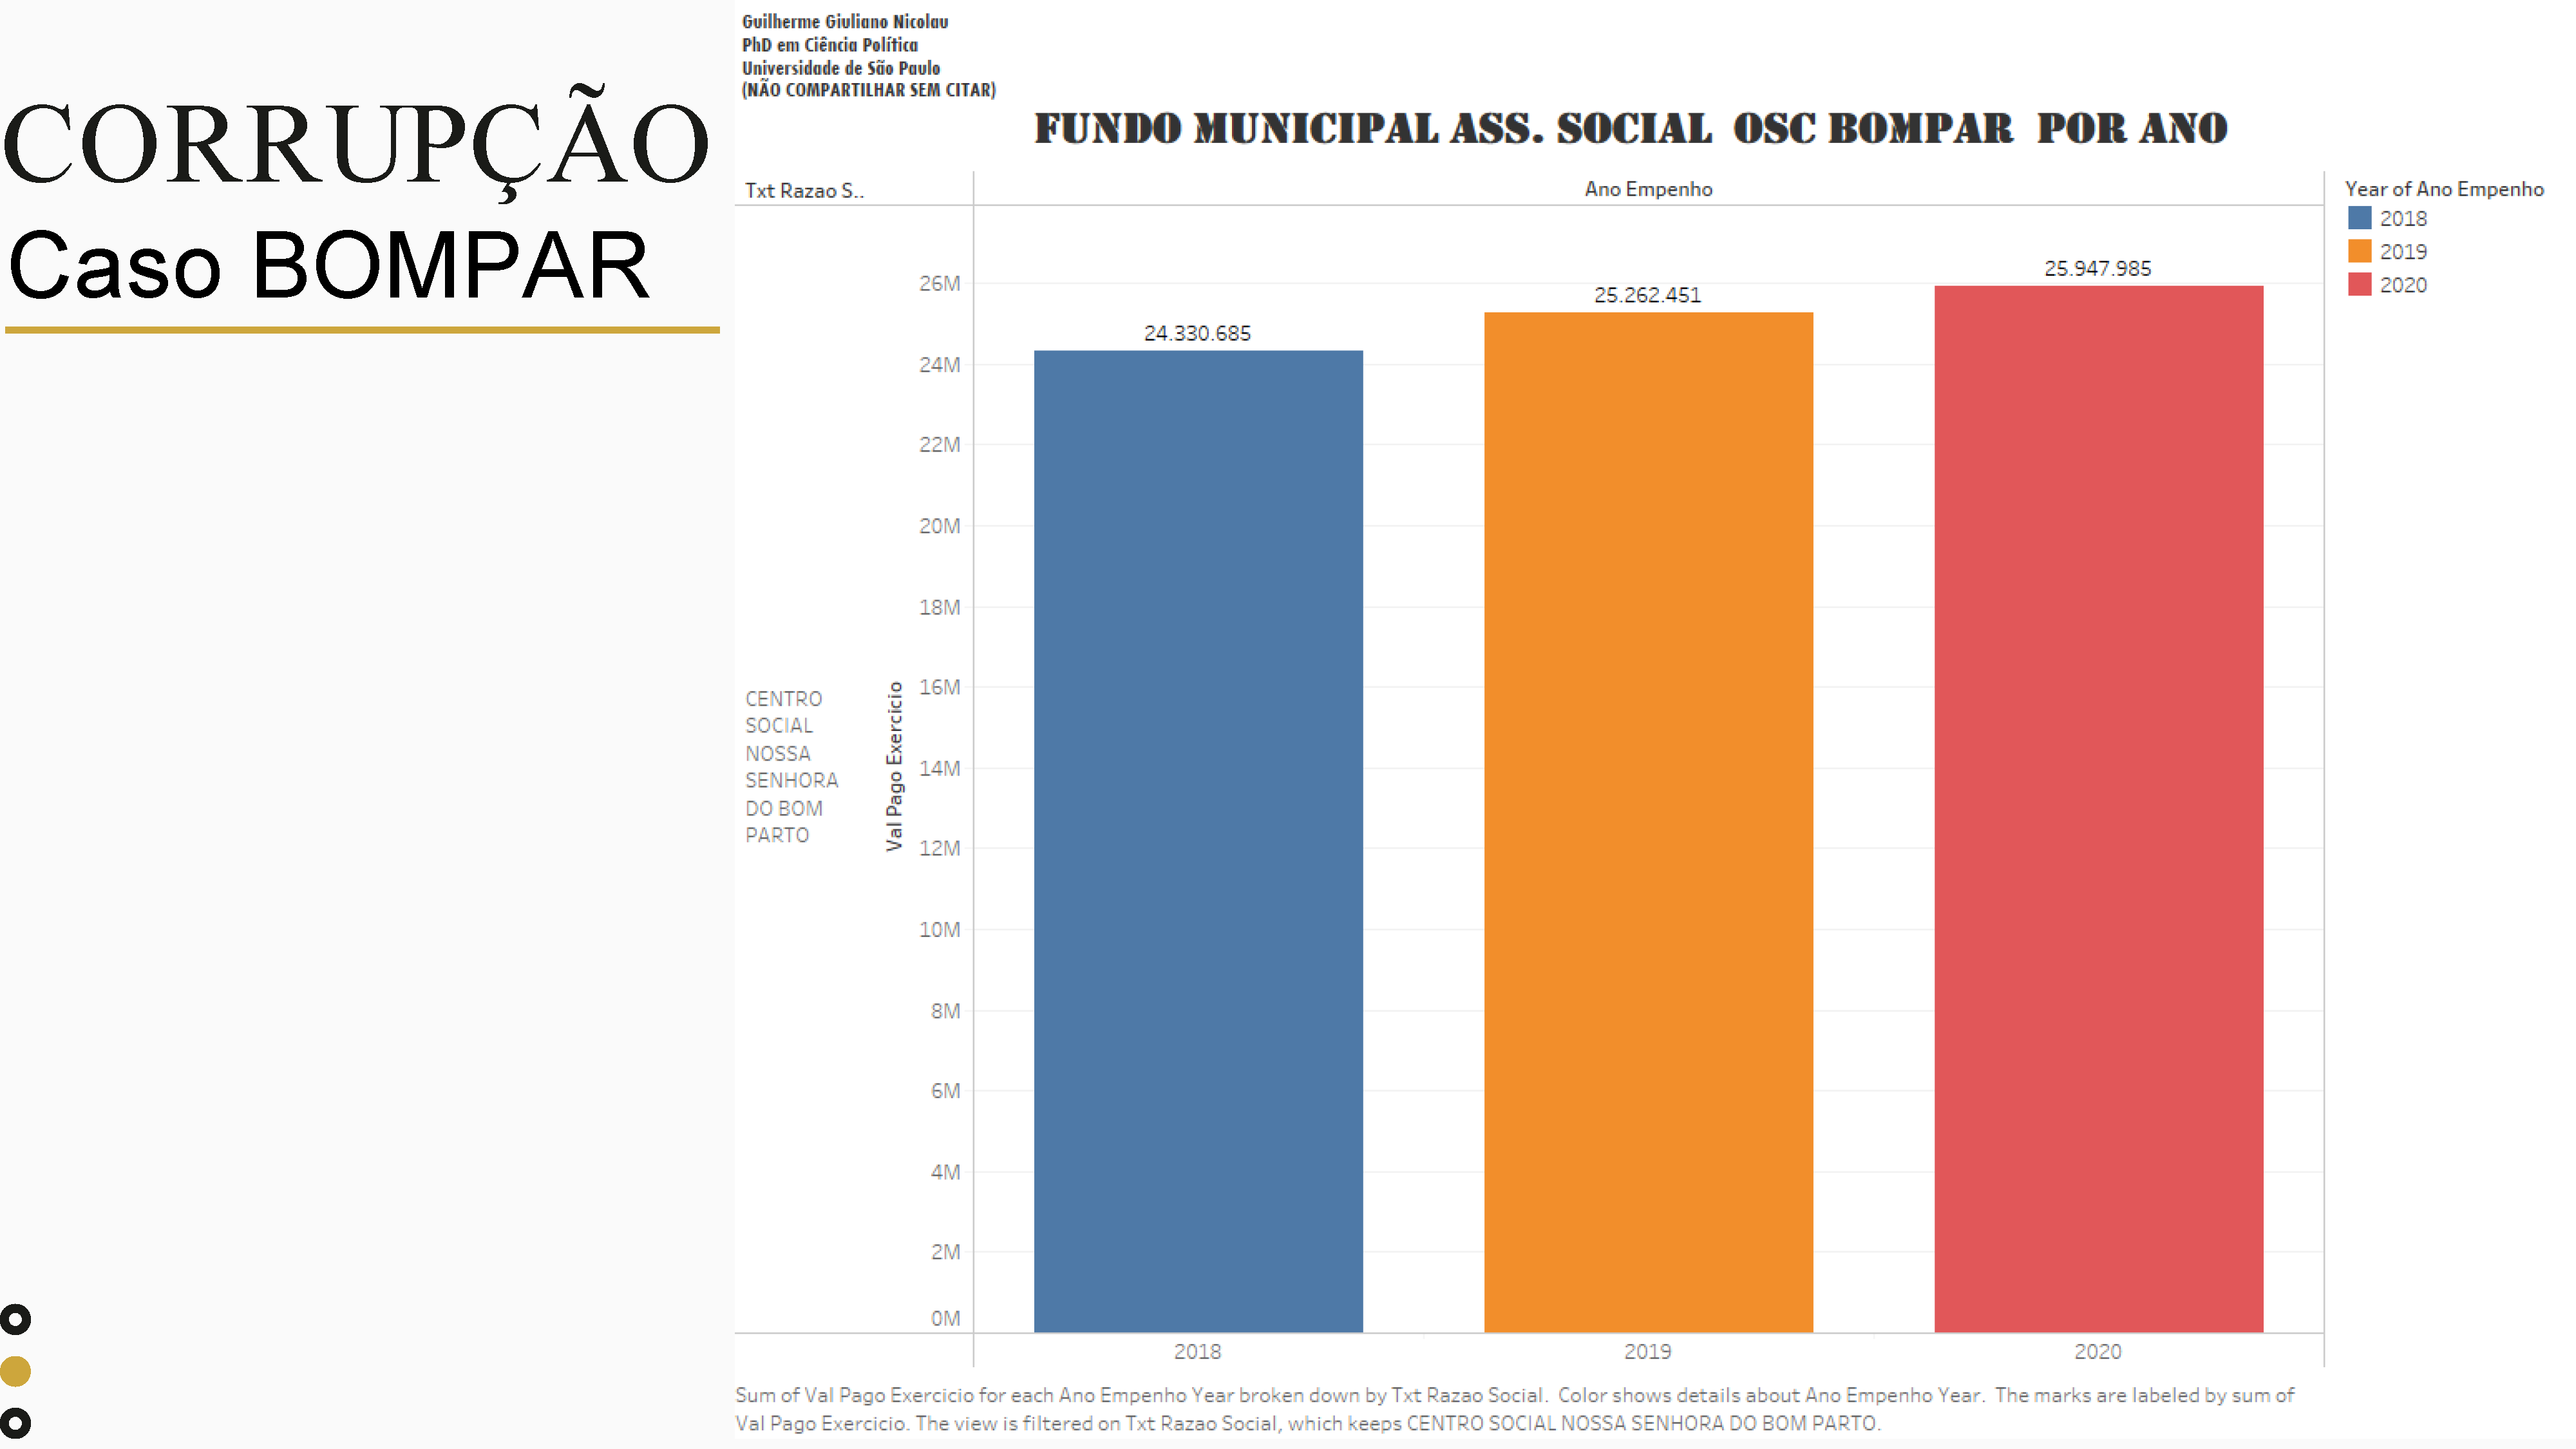 CORRUPÇÃO
Caso BOMPAR
Guilherme Giuliano Nicolau
PhD em Ciência Política
Universidade de São Paulo
(NÃO COMPARTILHAR SEM CITAR)
FUNDO MUNICIPAL ASS. SOCIAL OSC BOMPAR POR ANO
Txt Razao S..
Ano Empenho
Year of Ano Empenho
2018
2019
2020
26M
24M
22M
20M
18M
16M
14M
12M
10M
8M
6M
4M
2M
0M
Val Pago Exercicio
CENTRO
SOCIAL
NOSSA
SENHORA
DO BOM
PARTO
24.330.685
25.262.451
25.947.985
2018
2019
2020
Sum of Val Pago Exercicio for each Ano Empenho Year broken down by Txt Razao Social. Color shows details about Ano Empenho Year. The marks are labeled by sum of
Val Pago Exercicio. The view is filtered on Txt Razao Social, which keeps CENTRO SOCIAL NOSSA SENHORA DO BOM PARTO.